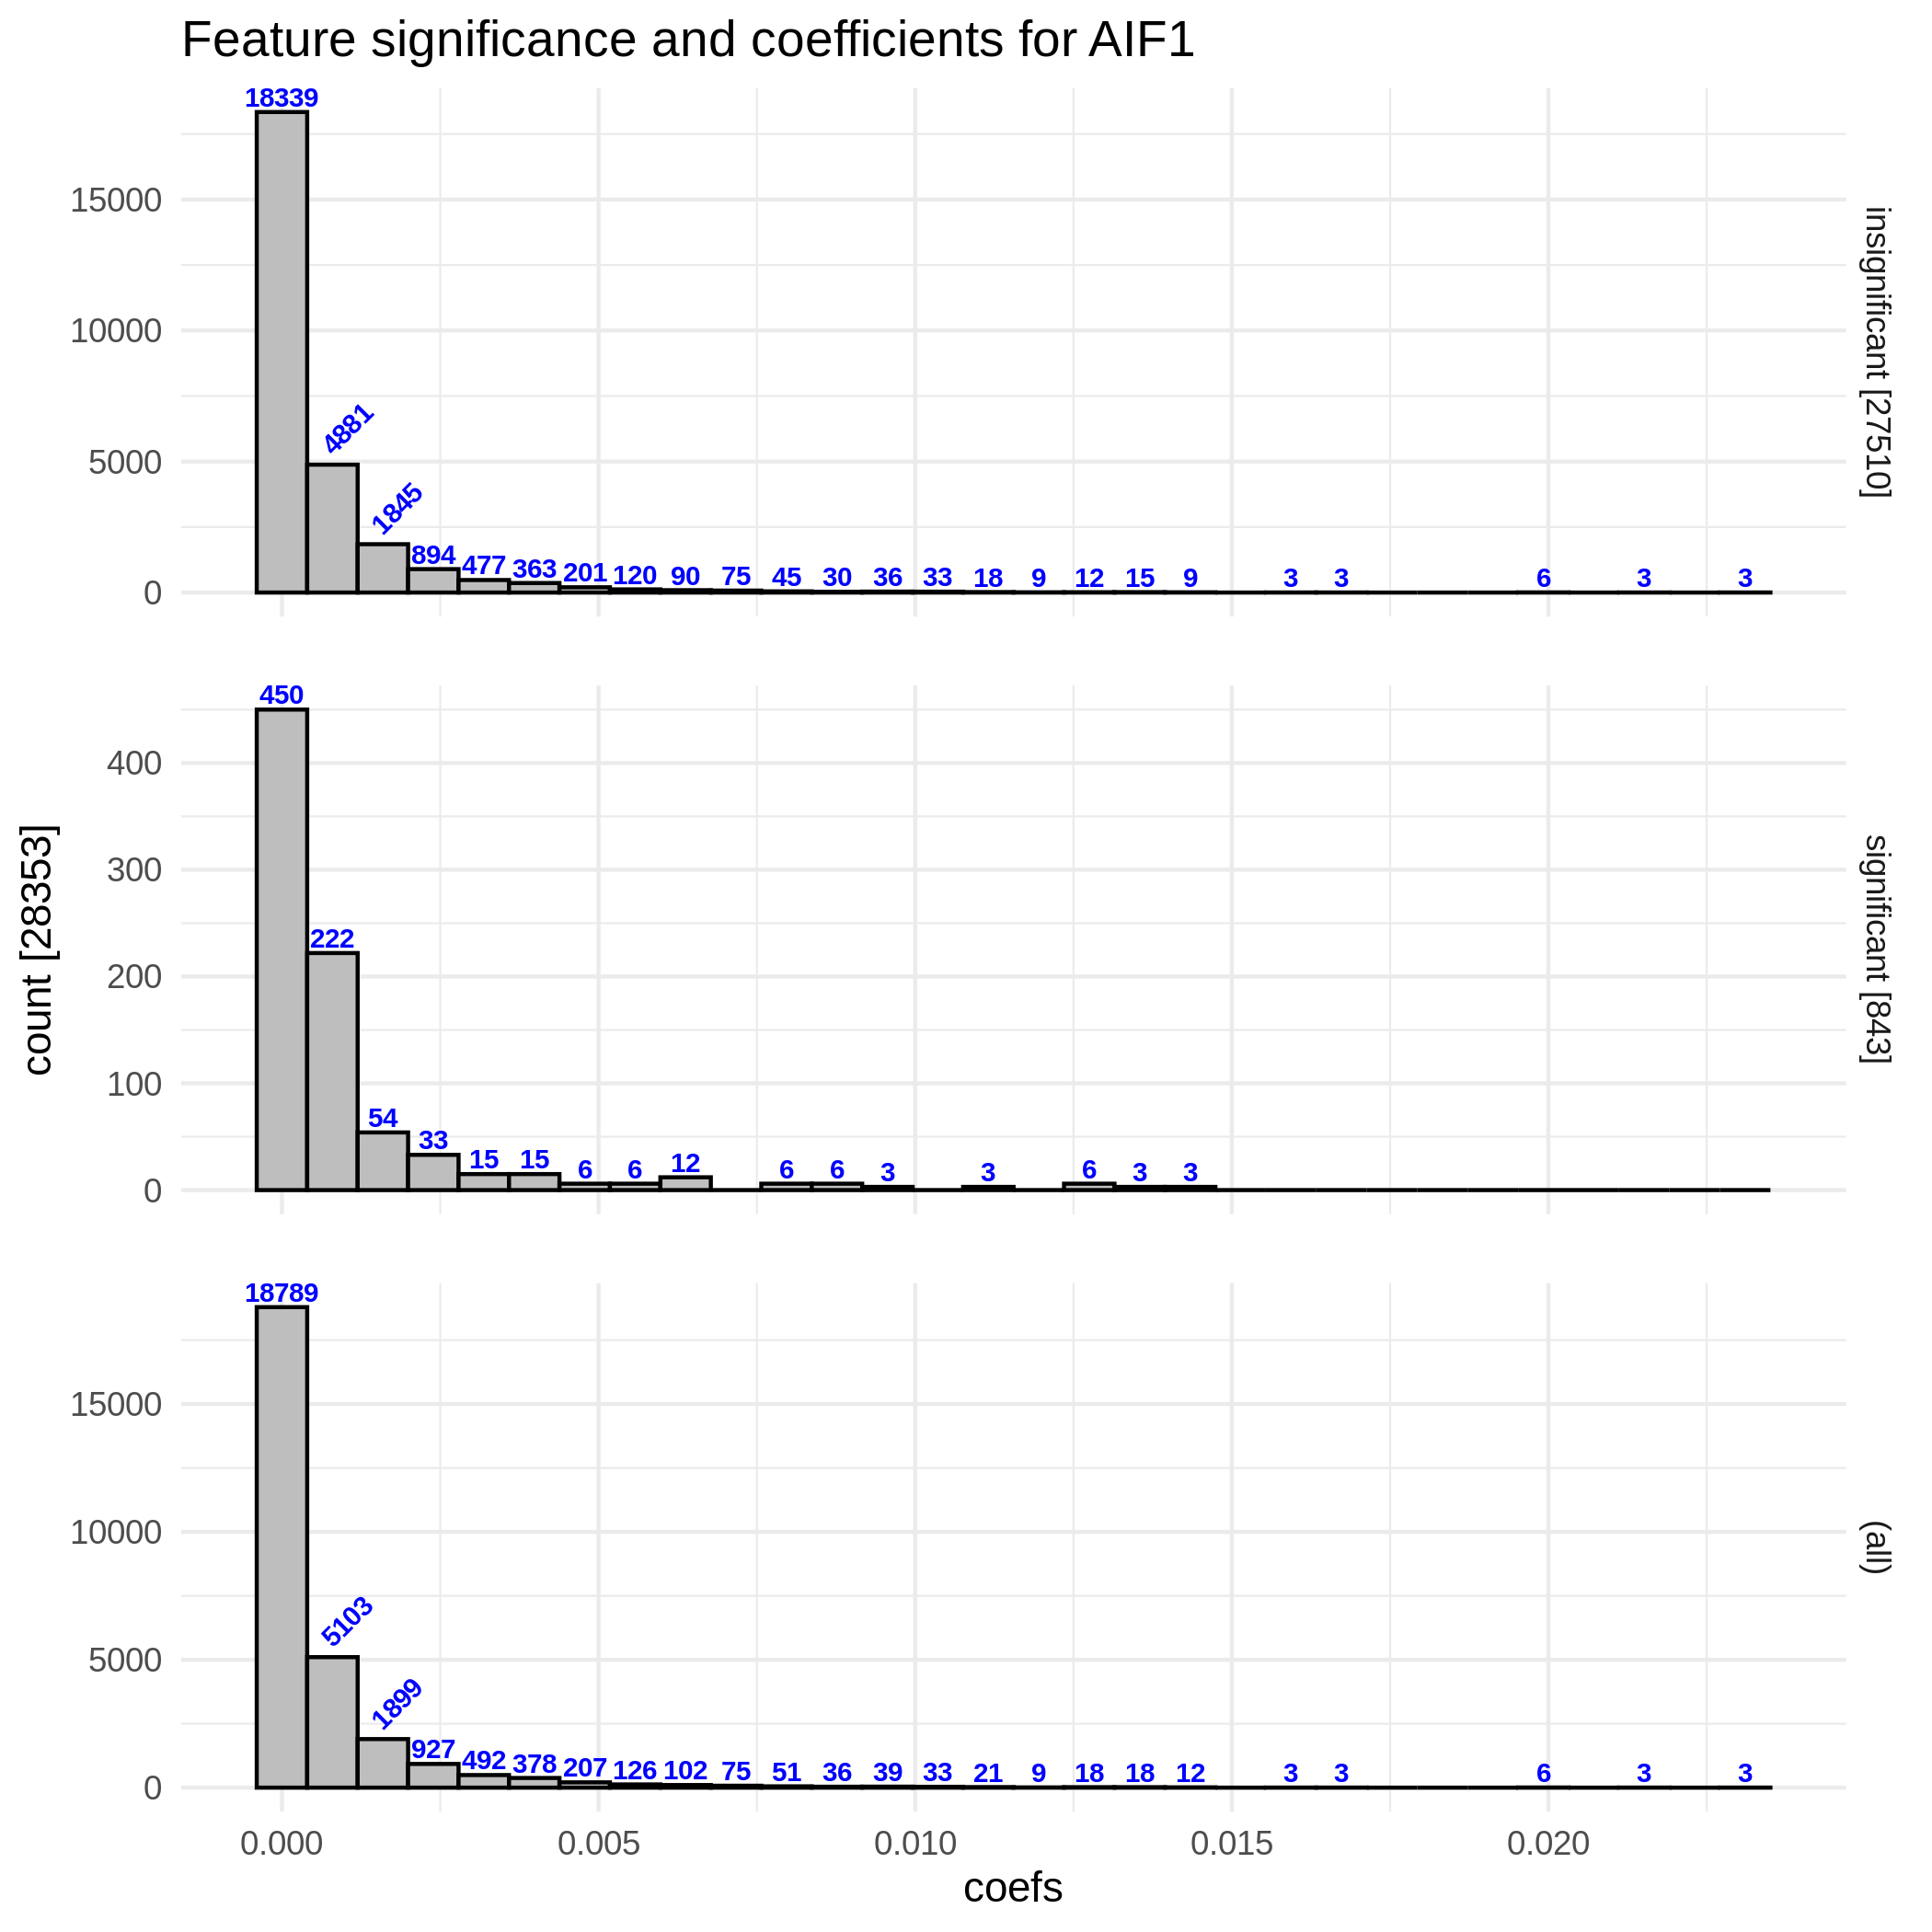 Feature significance and coefficients for AIF1
18339
4881
1845
894 477 363 201 120 90 75 45 30 36 33 18 9 12 15 9 3 3 6 3 3
15000
10000
5000
0
insignificant [27510]
450
222
54
33
15 15 6 6 12 6 6 3 3 6 3 3
400
300
200
100
0
significant [843]
count [28353]
18789
5103
1899
927 492 378 207 126 102 75 51 36 39 33 21 9 18 18 12 3 3 6 3 3
15000
10000
5000
0
(all)
0.000 0.005 0.010 0.015 0.020
coefs